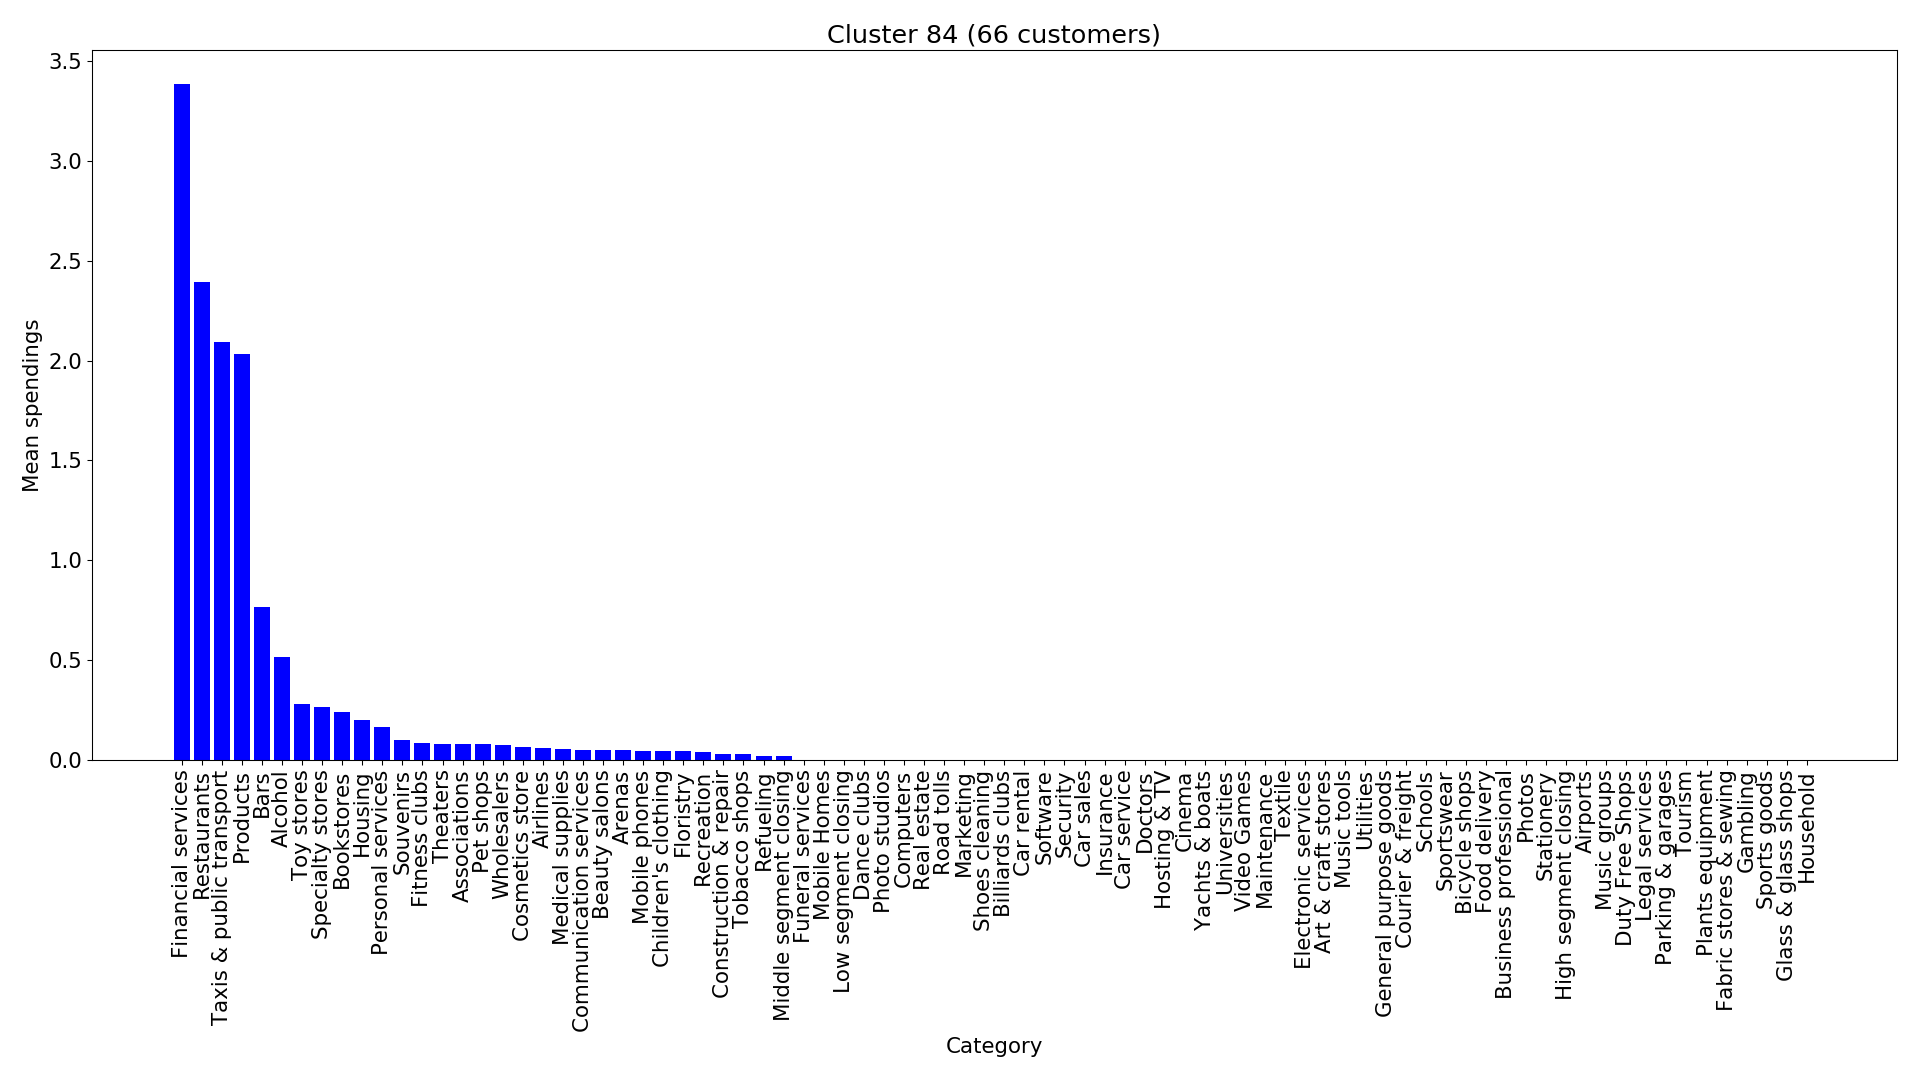 Cluster 84 (66 customers)
3.5
3.0
2.5
2.0
1.5
1.0
0.5
0.0
Mean spendings
Financial services
Restaurants
Taxis & public transport
Products
Bars
Alcohol
Toy stores
Specialty stores
Bookstores
Housing
Personal services
Souvenirs
Fitness clubs
Theaters
Associations
Pet shops
Wholesalers
Cosmetics store
Airlines
Medical supplies
Communication services
Beauty salons
Arenas
Mobile phones
Children's clothing
Floristry
Recreation
Construction & repair
Tobacco shops
Refuelling
Middle segment closing
Funeral services
Mobile Homes
Low segment closing
Dance clubs
Photo studios
Computers
Real estate
Road tolls
Marketing
Shoes cleaning
Billiards clubs
Car rental
Software
Security
Car sales
Insurance
Car service
Doctors
Hosting & TV
Cinema
Yachts & boats
Universities
Video Games
Maintenance
Textile
Electronic services
Art & craft stores
Music tools
Utilities
General purpose goods
Courier & freight
Schools
Sportswear
Bicycle shops
Food delivery
Business professional
Photos
Stationery
High segment closing
Airports
Music groups
Duty Free Shops
Legal services
Parking & garages
Tourism
Plants equipment
Fabric stores & sewing
Gambling
Sports goods
Glass & glass shops
Household
Category